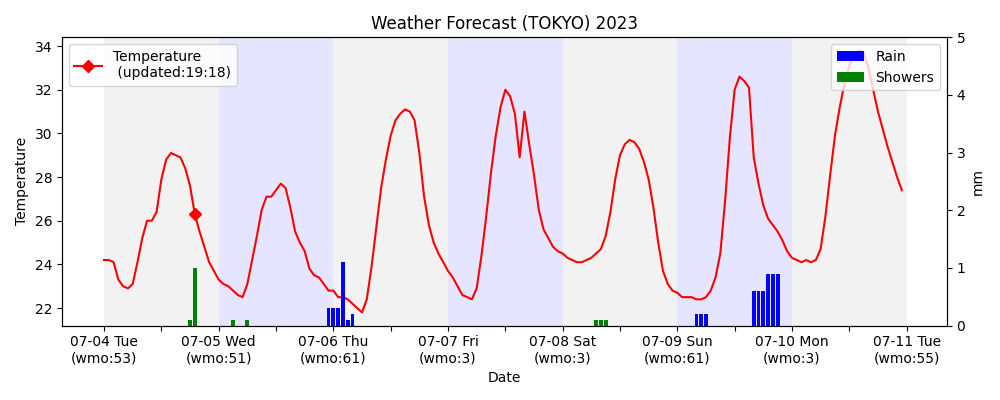 Weather Forecast (TOKYO) 2023
Temperature
(updated:19:18)
Rain
Showers
34
32
30
28
26
24
22
Temperature
5
4
3
2
1
0
mm
07-04 Tue
(wmo:53)
07-05 Wed
(wmo:51)
07-06 Thu
(wmo:61)
07-07 Fri
(wmo:3)
07-08 Sat
(wmo:3)
07-09 Sun
(wmo:61)
07-10 Mon
(wmo:3)
07-11 Tue
(wmo:55)
Date